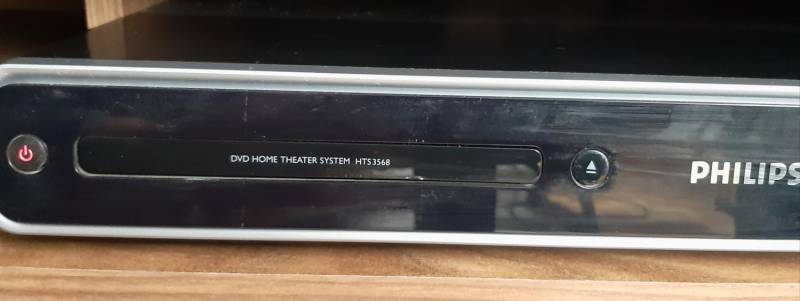 DVD HOME THEATER SYSTEM HTS3568
PHILIPS